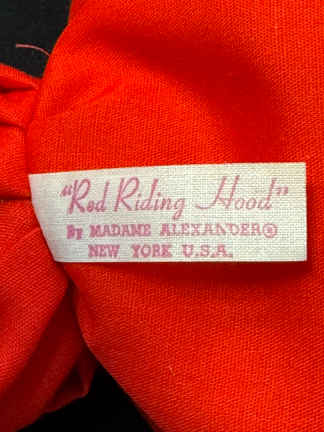 "Red Riding Hood"
By MADAME ALEXANDER®
NEW YORK U.S.A.